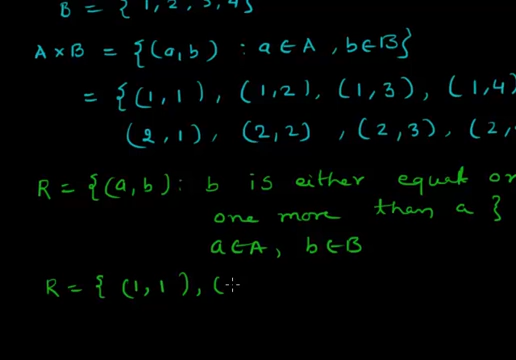 B = { 1, 2, 3, 4 }
A × B = {(a, b) : a ∈ A, b ∈ B}
= { (1, 1), (1, 2), (1, 3), (1, 4)
(2, 1), (2, 2), (2, 3), (2,
R = {(a, b): b is either equal or
one more than a }
a ∈ A, b ∈ B
R = { (1, 1), (